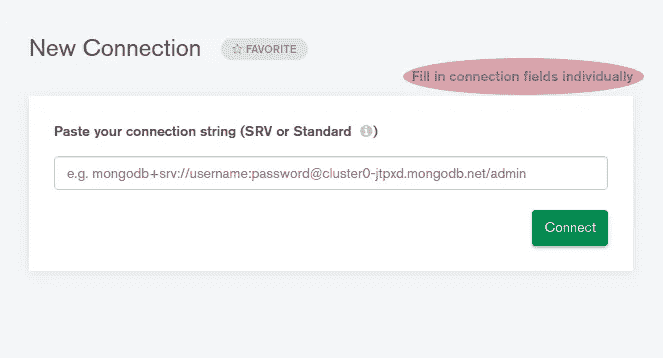 New Connection
FAVORITE
Fill in connection fields individually
Paste your connection string (SRV or Standard i)
e.g. mongodb+srv://username:password@cluster0-jtpxd.mongodb.net/admin
Connect